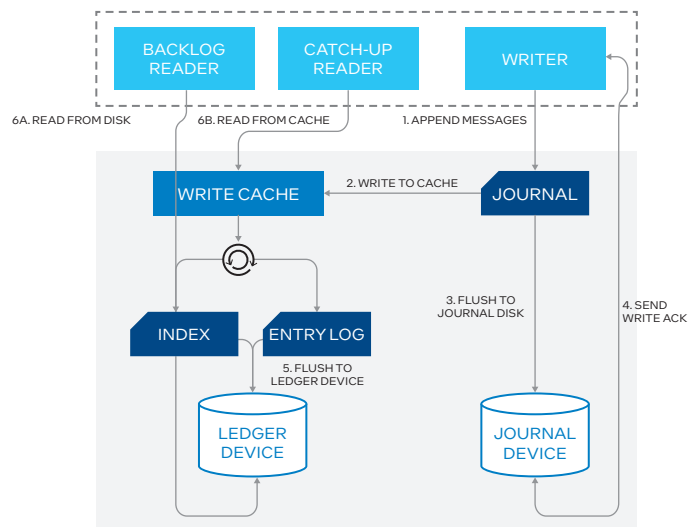 BACKLOG
READER
CATCH-UP
READER
WRITER
6A. READ FROM DISK
6B. READ FROM CACHE
1. APPEND MESSAGES
WRITE CACHE
2. WRITE TO CACHE
JOURNAL
3. FLUSH TO
JOURNAL DISK
4. SEND
WRITE ACK
INDEX
ENTRY LOG
5. FLUSH TO
LEDGER DEVICE
LEDGER
DEVICE
JOURNAL
DEVICE